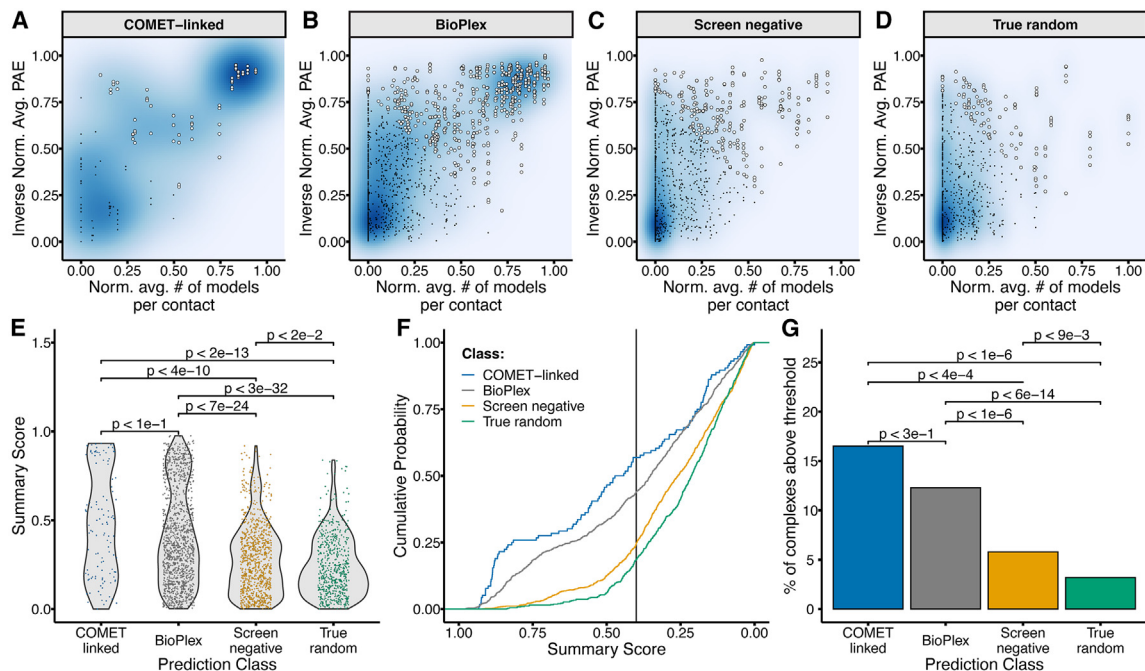 A
COMET-linked
B
BioPlex
C
Screen negative
D
True random
Inverse Norm. Avg. PAE
1.00
0.75
0.50
0.25
0.00
0.00 0.25 0.50 0.75 1.00
Norm. avg. # of models
per contact
Inverse Norm. Avg. PAE
1.00
0.75
0.50
0.25
0.00
0.00 0.25 0.50 0.75 1.00
Norm. avg. # of models
per contact
Inverse Norm. Avg. PAE
1.00
0.75
0.50
0.25
0.00
0.00 0.25 0.50 0.75 1.00
Norm. avg. # of models
per contact
Inverse Norm. Avg. PAE
1.00
0.75
0.50
0.25
0.00
0.00 0.25 0.50 0.75 1.00
Norm. avg. # of models
per contact
E
Summary Score
1.5
1.0
0.5
0.0
p < 2e-2
p < 2e-13
p < 4e-10
p < 3e-32
p < 7e-24
p < 1e-1
COMET
linked
BioPlex
Screen
negative
True
random
Prediction Class
F
Cumulative Probability
1.00
0.75
0.50
0.25
0.00
Class:
COMET-linked
BioPlex
Screen negative
True random
1.00 0.75 0.50 0.25 0.00
Summary Score
G
% of complexes above threshold
25
20
15
10
5
0
p < 9e-3
p < 1e-6
p < 4e-4
p < 6e-14
p < 1e-6
p < 3e-1
COMET
linked
BioPlex
Screen
negative
True
random
Prediction Class